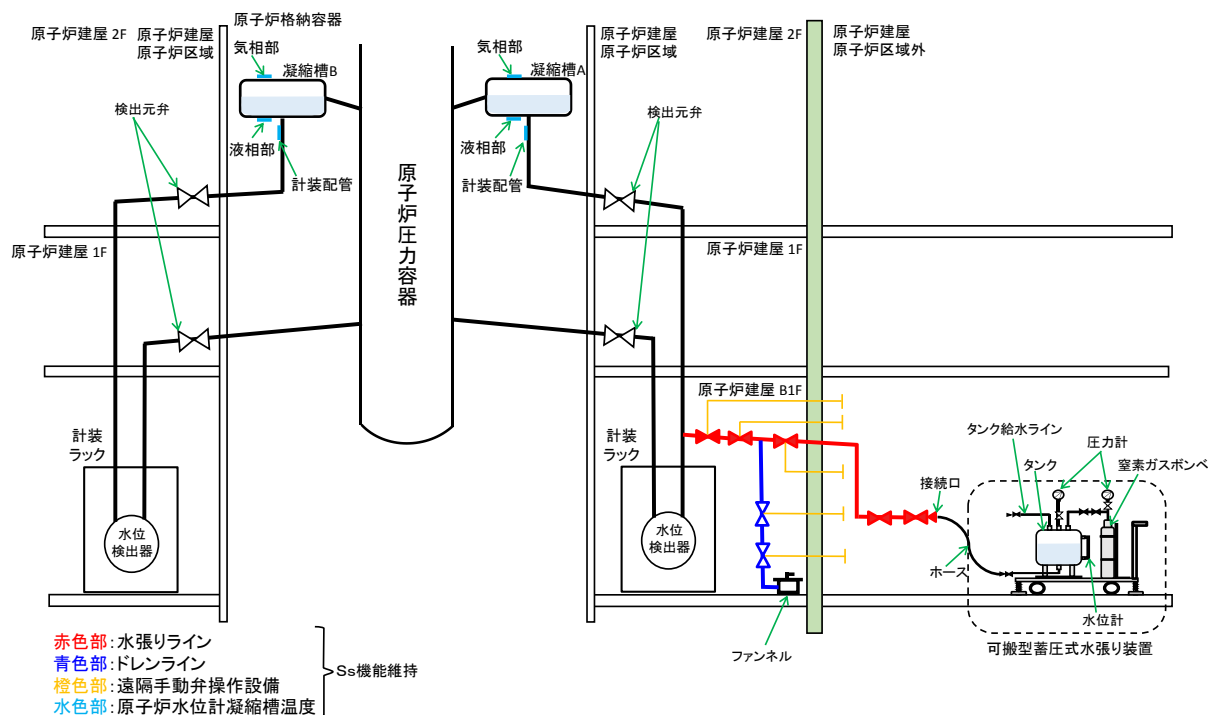 原子炉格納容器
原子炉建屋 2F
原子炉建屋
原子炉区域
気相部
凝縮槽B
気相部
凝縮槽A
原子炉建屋
原子炉区域
原子炉建屋 2F
原子炉建屋
原子炉区域外
検出元弁
液相部
計装配管
液相部
計装配管
検出元弁
原子炉圧力容器
原子炉建屋 1F
原子炉建屋 1F
原子炉建屋 B1F
計装
ラック
計装
ラック
水位
検出器
水位
検出器
タンク給水ライン
圧力計
タンク
窒素ガスボンベ
接続口
ホース
水位計
ファンネル
可搬型蓄圧式水張り装置
赤色部:水張りライン
青色部:ドレンライン
橙色部:遠隔手動弁操作設備
水色部:原子炉水位計凝縮槽温度
Ss機能維持